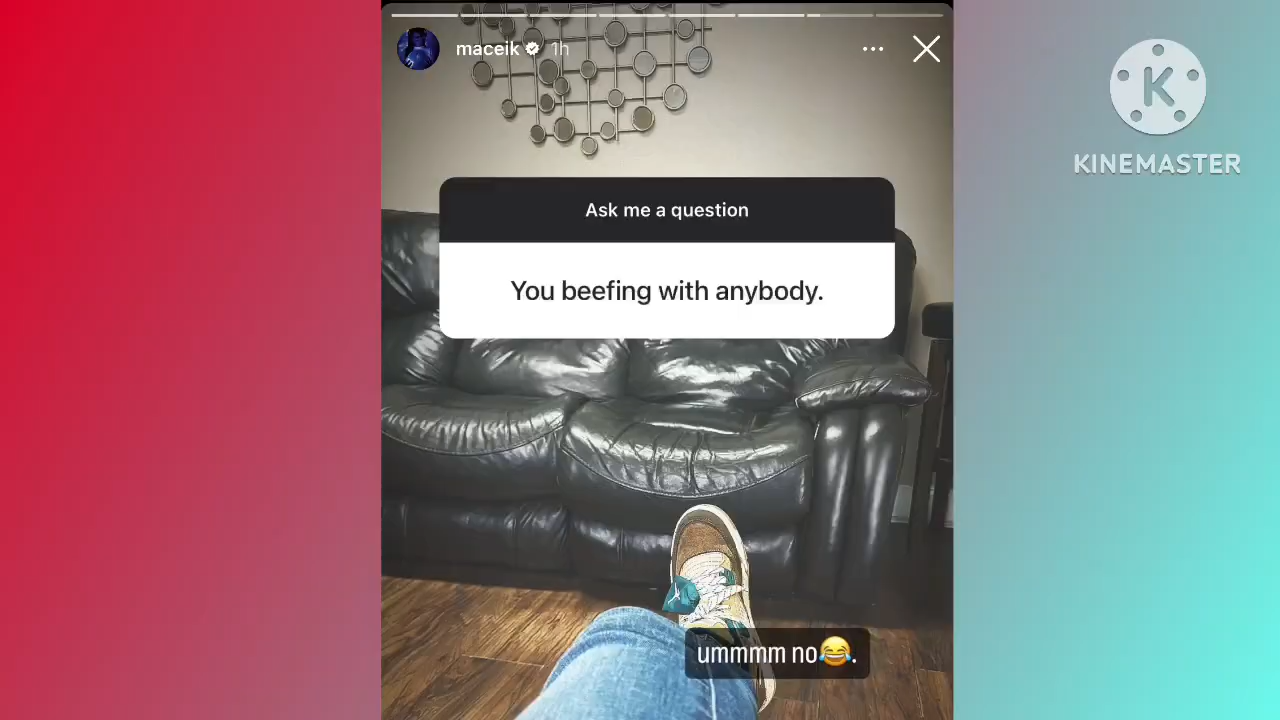 maceik 1h
KINEMASTER
Ask me a question
You beefing with anybody.
ummmm no😂.